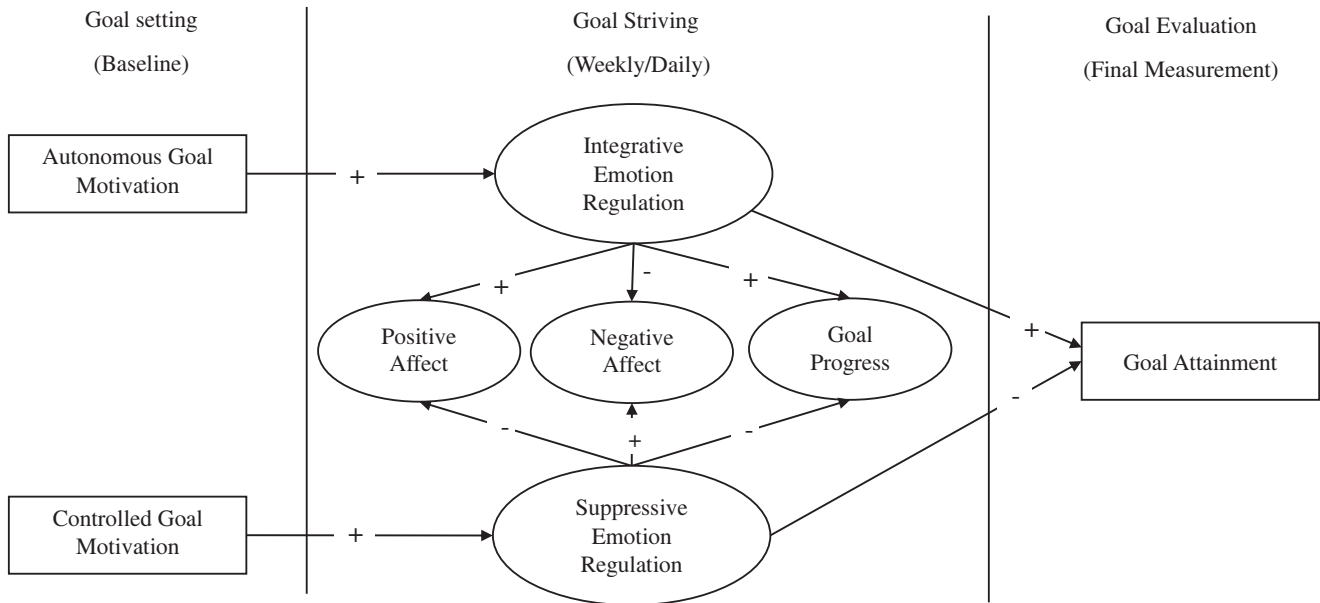 Goal setting
(Baseline)
Goal Striving
(Weekly/Daily)
Goal Evaluation
(Final Measurement)
Autonomous Goal
Motivation
+
Integrative
Emotion
Regulation
+
-
+
Positive
Affect
Negative
Affect
Goal
Progress
+
Goal Attainment
-
+
-
-
Controlled Goal
Motivation
+
Suppressive
Emotion
Regulation